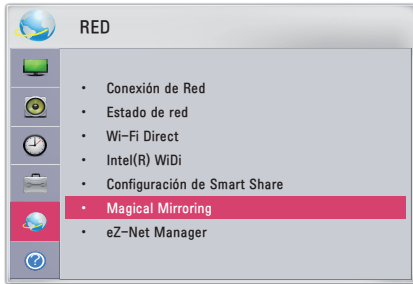 RED
• Conexión de Red
• Estado de red
• Wi-Fi Direct
• Intel(R) WiDi
• Configuración de Smart Share
• Magical Mirroring
• eZ-Net Manager